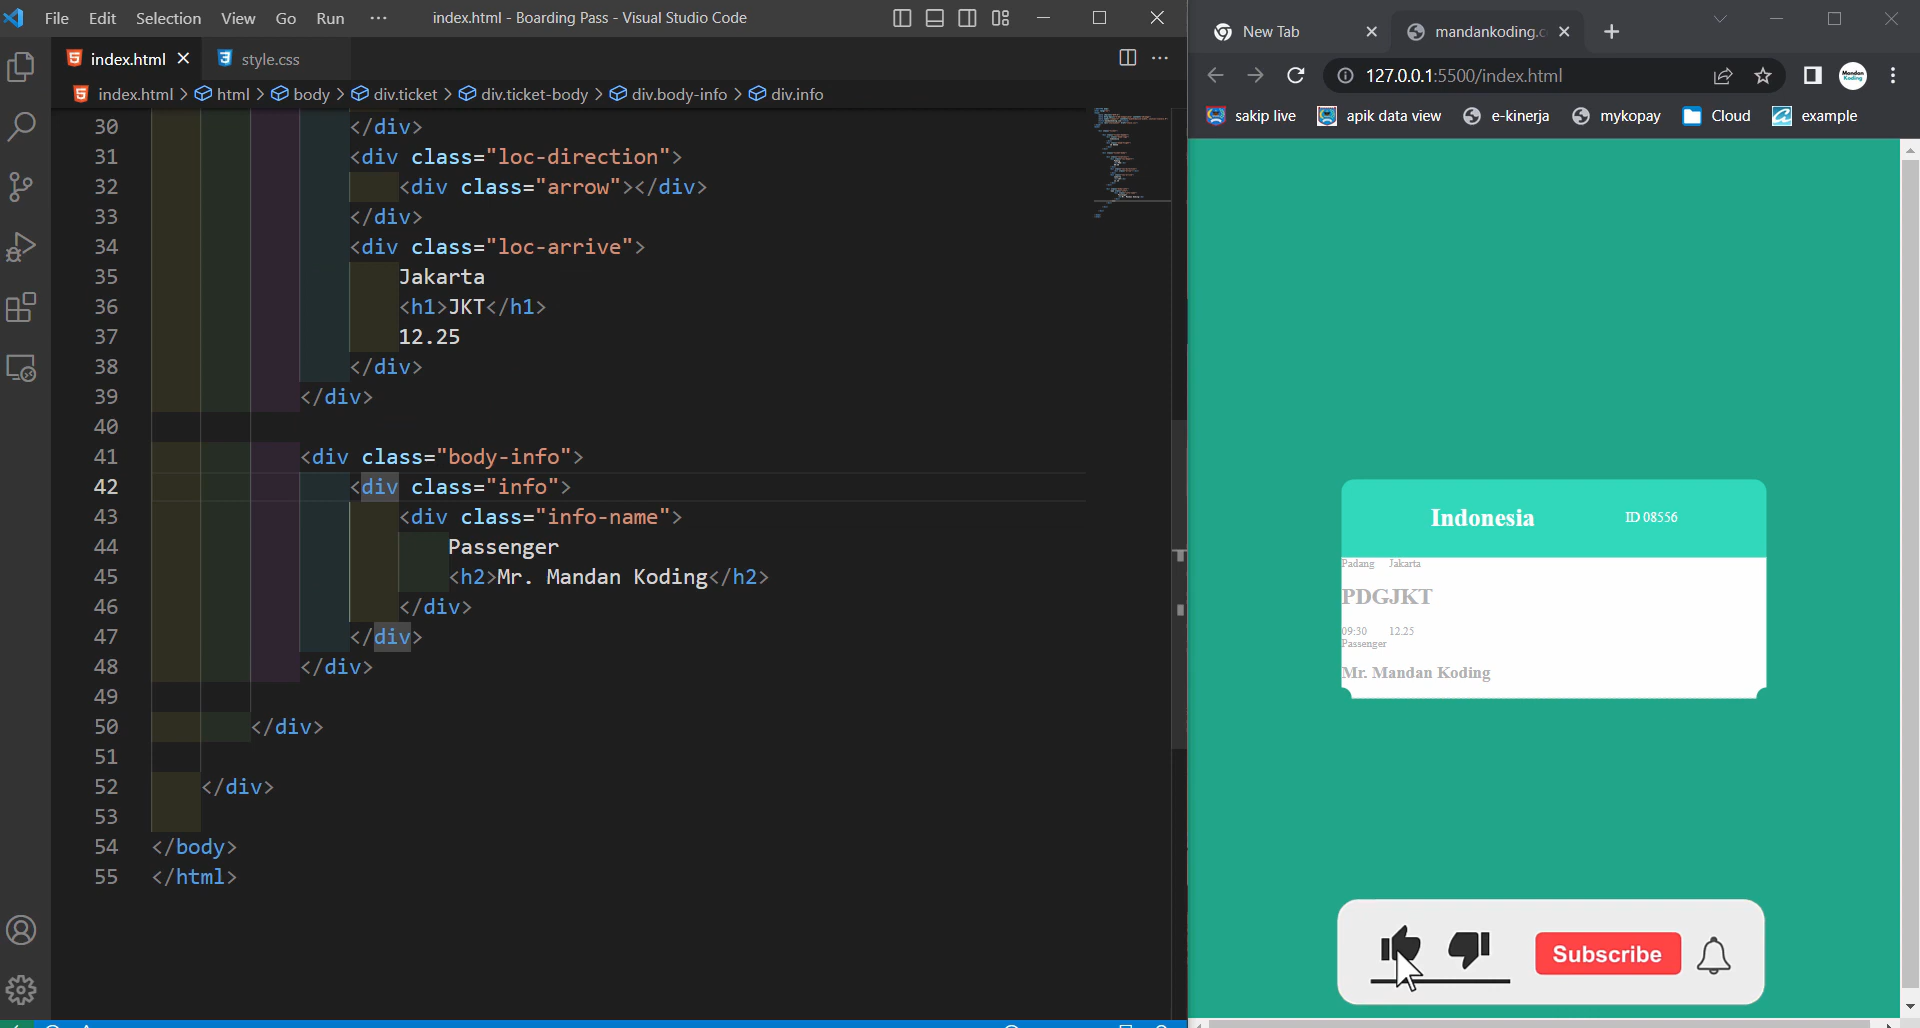 File Edit Selection View Go Run ··· index.html - Boarding Pass - Visual Studio Code
index.html style.css
index.html > html > body > div.ticket > div.ticket-body > div.body-info > div.info
30 </div>
31 <div class="loc-direction">
32 <div class="arrow"></div>
33 </div>
34 <div class="loc-arrive">
35 Jakarta
36 <h1>JKT</h1>
37 12.25
38 </div>
39 </div>
40
41 <div class="body-info">
42 <div class="info">
43 <div class="info-name">
44 Passenger
45 <h2>Mr. Mandan Koding</h2>
46 </div>
47 </div>
48 </div>
49
50 </div>
51
52 </div>
53
54 </body>
55 </html>
New Tab mandankoding.c
127.0.0.1:5500/index.html Mandan Koding
sakip live apik data view e-kinerja mykopay Cloud example
Indonesia ID 08556
Padang Jakarta
PDGJKT
09:30 12.25
Passenger
Mr. Mandan Koding
Subscribe